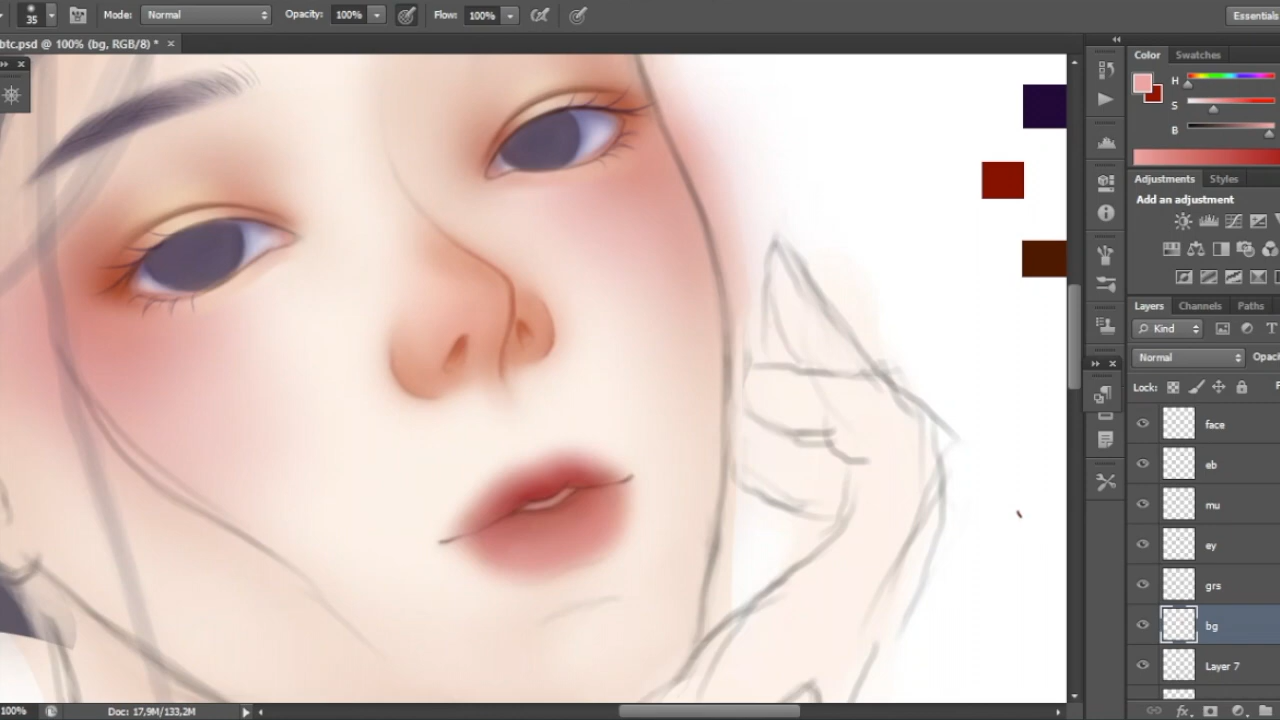 35 Mode: Normal Opacity: 100% Flow: 100% Essentials
btc.psd @ 100% (bg, RGB/8) * ×
Color Swatches
H
S
B
Adjustments Styles
Add an adjustment
Layers Channels Paths
Kind T
Normal Opac
Lock:
face
eb
mu
ey
grs
bg
Layer 7
fx
100% Doc: 17,9M/133,2M